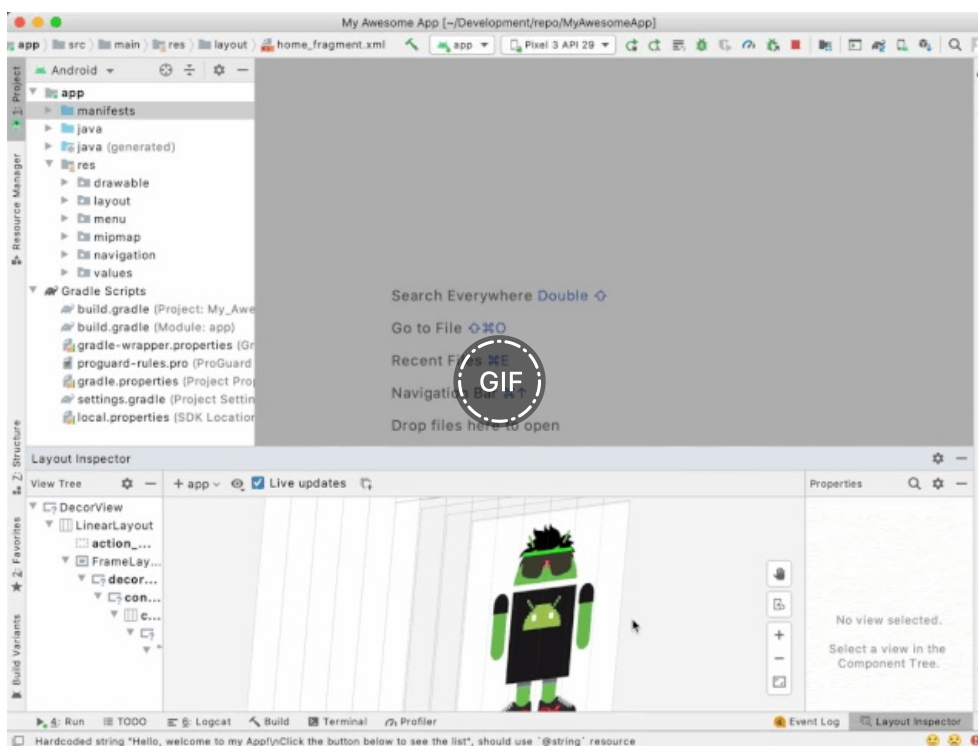 My Awesome App [~/Development/repo/MyAwesomeApp]
app src main res layout home_fragment.xml app Pixel 3 API 29
1: Project
Android
app
manifests
java
java (generated)
res
drawable
layout
menu
mipmap
navigation
values
Gradle Scripts
build.gradle (Project: My_Awe
build.gradle (Module: app)
gradle-wrapper.properties (Gr
proguard-rules.pro (ProGuard
gradle.properties (Project Prop
settings.gradle (Project Settin
local.properties (SDK Location
Resource Manager
Search Everywhere Double ⇧
Go to File ⇧⌘O
Recent Files ⌘E
Navigation Bar ⌘↑
Drop files here to open
GIF
Z: Structure
2: Favorites
Build Variants
Layout Inspector
View Tree
+ app Live updates
Properties
DecorView
LinearLayout
action_...
FrameLay...
decor...
con...
c...
No view selected.
Select a view in the
Component Tree.
4: Run TODO 6: Logcat Build Terminal Profiler Event Log Layout Inspector
Hardcoded string "Hello, welcome to my App!\nClick the button below to see the list", should use `@string` resource